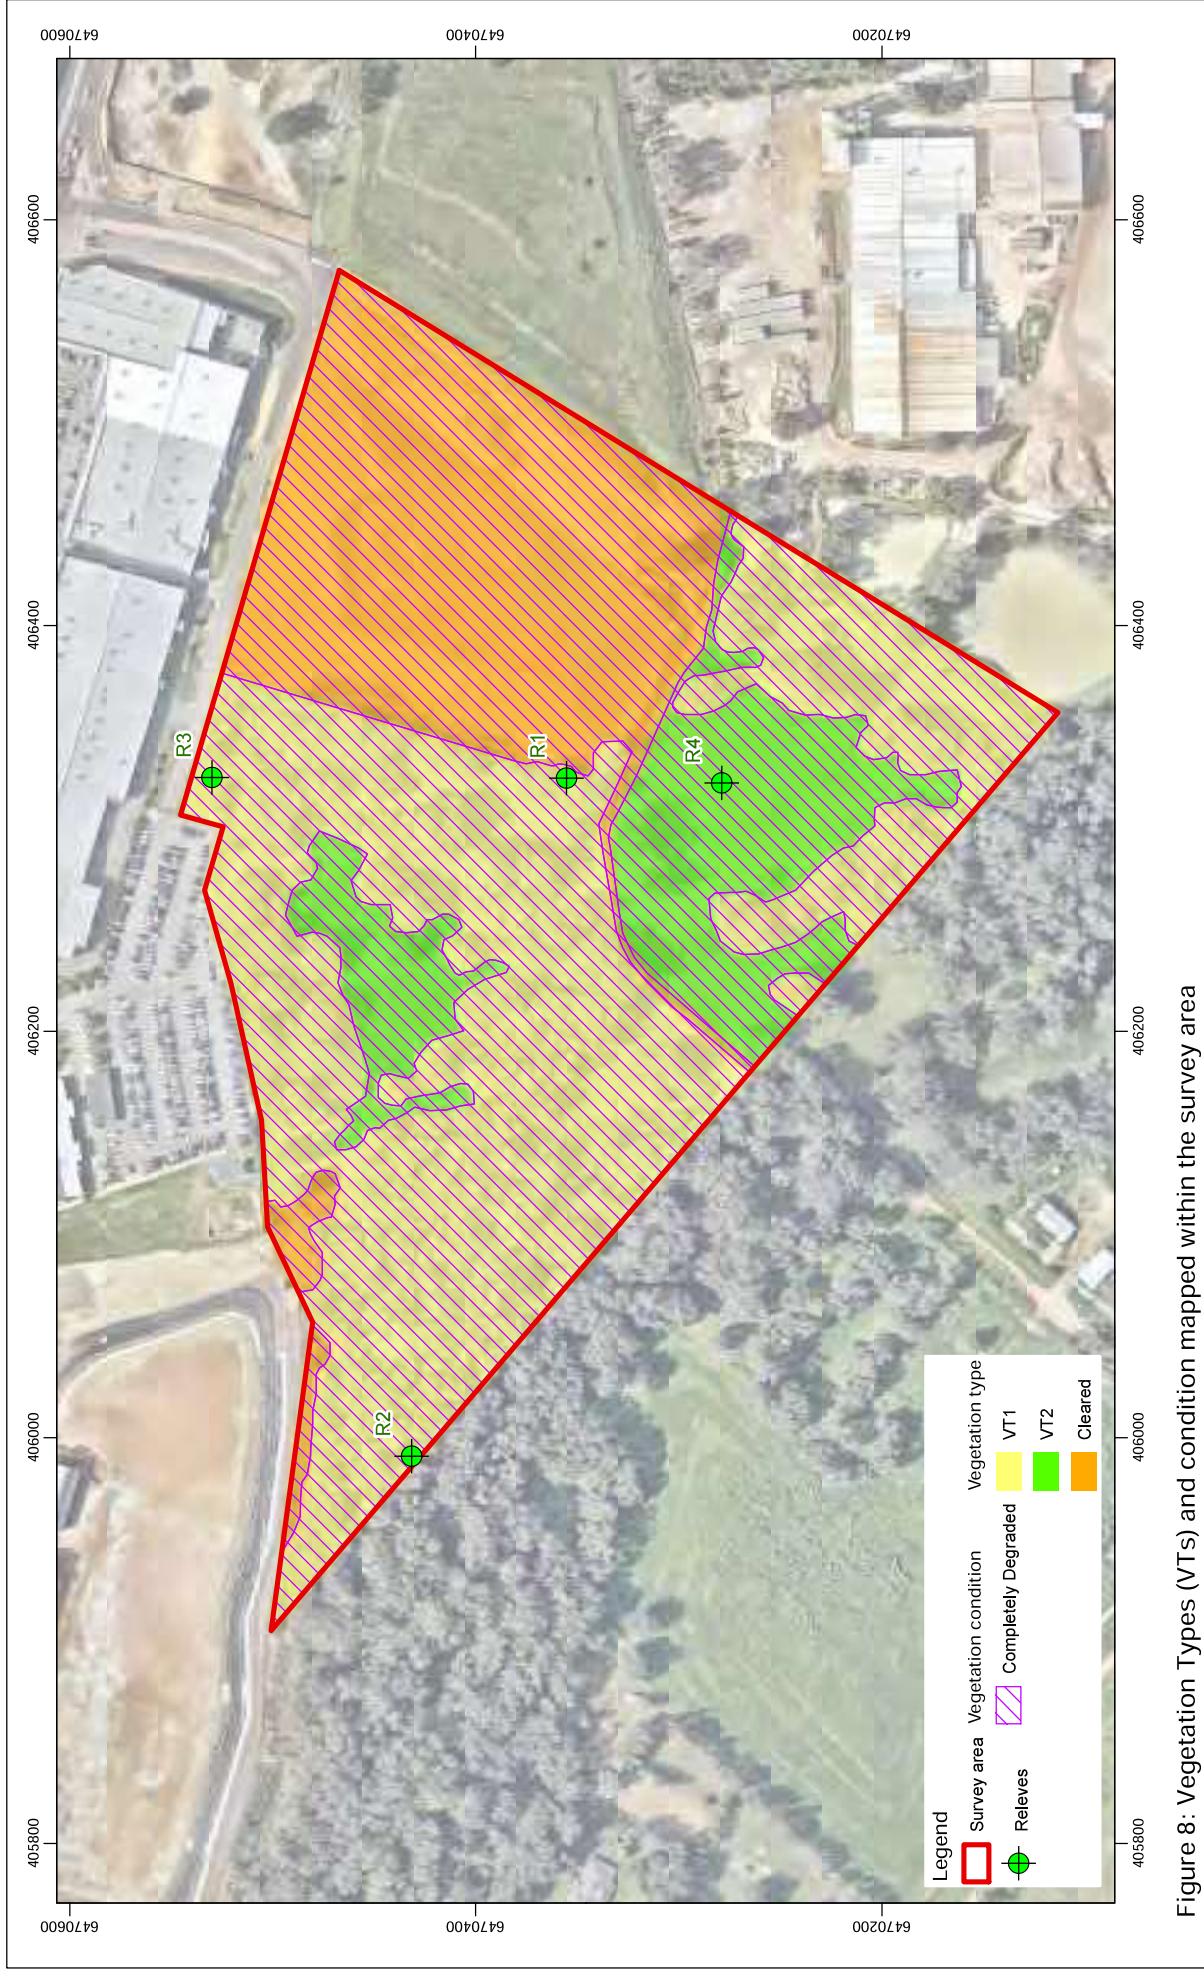 405800
406000
406200
406400
406600
6470600
6470600
6470400
6470400
6470200
6470200
R3
R1
R4
R2
405800
406000
406200
406400
406600
Legend
Survey area
Releves
Vegetation condition
Completely Degraded
Vegetation type
VT1
VT2
Cleared
Figure 8: Vegetation Types (VTs) and condition mapped within the survey area